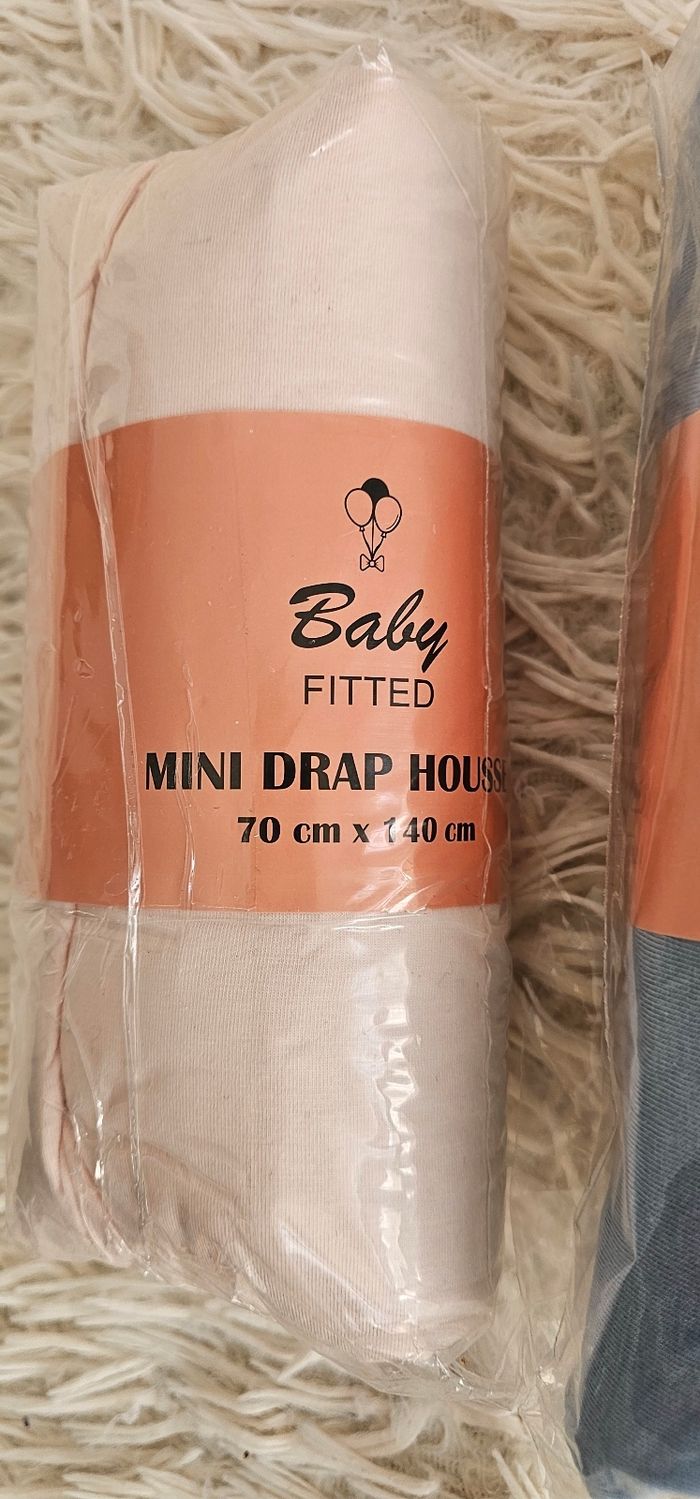 Baby
FITTED
MINI DRAP HOUSSE
70 cm x 140 cm